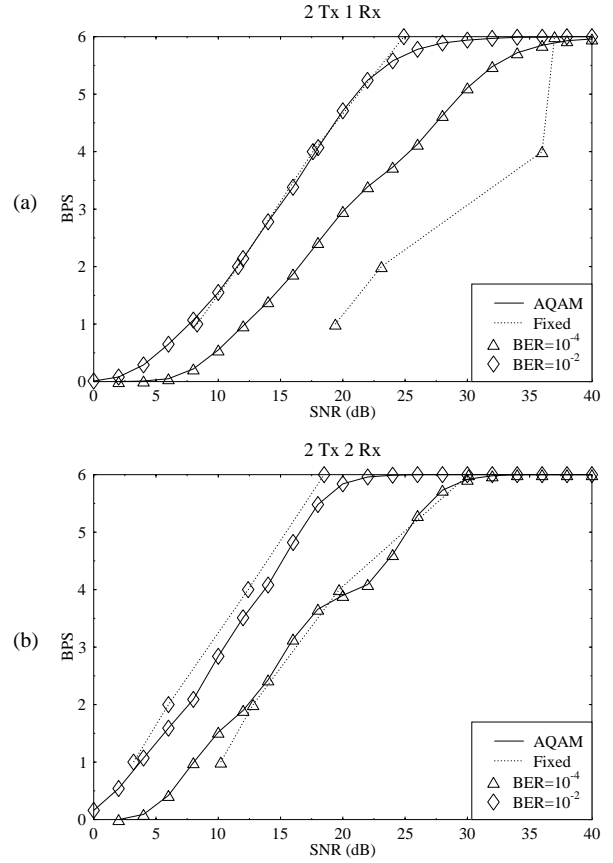 2 Tx 1 Rx
6
5
4
3
2
1
0
BPS
(a)
AQAM
Fixed
BER=10-4
BER=10-2
0 5 10 15 20 25 30 35 40
SNR (dB)
2 Tx 2 Rx
6
5
4
3
2
1
0
BPS
(b)
AQAM
Fixed
BER=10-4
BER=10-2
0 5 10 15 20 25 30 35 40
SNR (dB)